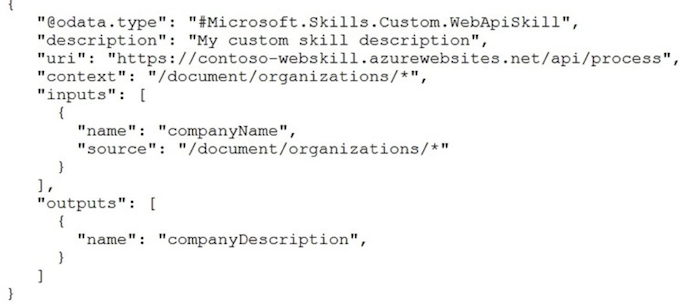 {
"@odata.type": "#Microsoft.Skills.Custom.WebApiSkill",
"description": "My custom skill description",
"uri": "https://contoso-webskill.azurewebsites.net/api/process",
"context": "/document/organizations/*",
"inputs": [
{
"name": "companyName",
"source": "/document/organizations/*"
}
],
"outputs": [
{
"name": "companyDescription",
}
]
}